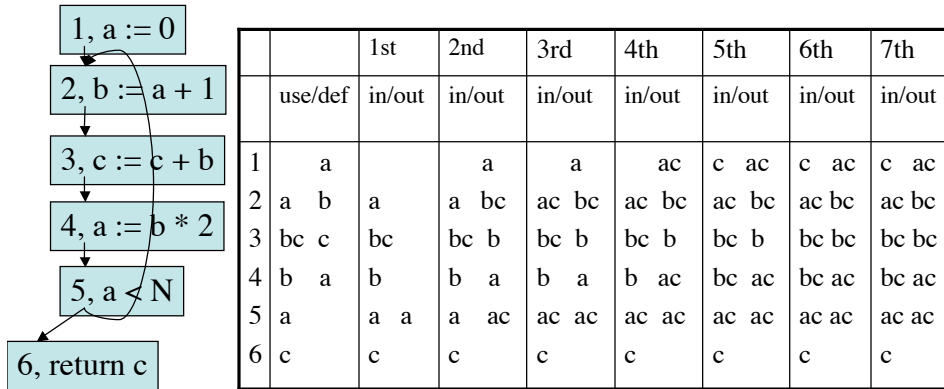 1, a := 0
2, b := a + 1
3, c := c + b
4, a := b * 2
5, a < N
6, return c
1st 2nd 3rd 4th 5th 6th 7th
use/def in/out in/out in/out in/out in/out in/out in/out
1 a a a ac c ac c ac c ac
2 a b a a bc ac bc ac bc ac bc ac bc ac bc
3 bc c bc bc b bc b bc b bc b bc bc bc bc
4 b a b b a b a b ac bc ac bc ac bc ac
5 a a a a ac ac ac ac ac ac ac ac ac ac ac
6 c c c c c c c c